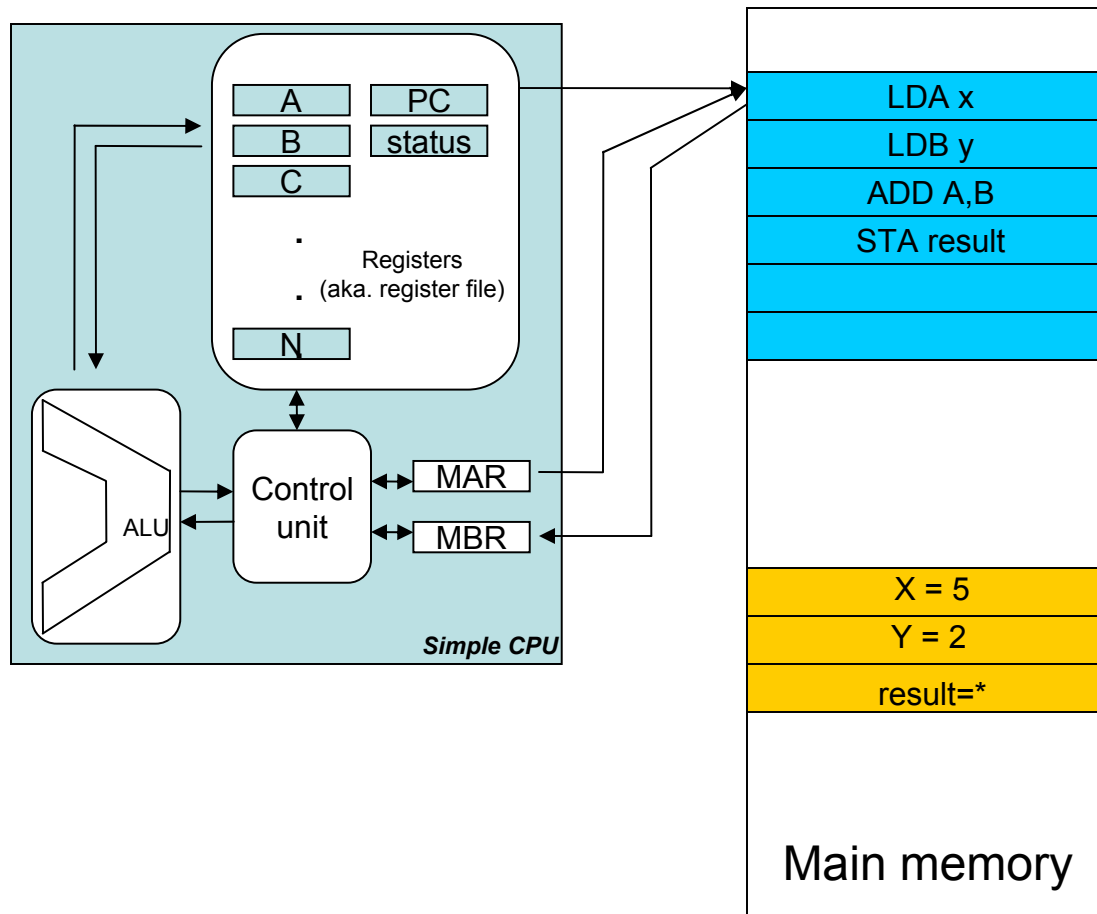 A
PC
B
status
C
.
Registers
(aka. register file)
.
N
.
ALU
Control
unit
MAR
MBR
Simple CPU
LDA x
LDB y
ADD A,B
STA result
X = 5
Y = 2
result=*
Main memory